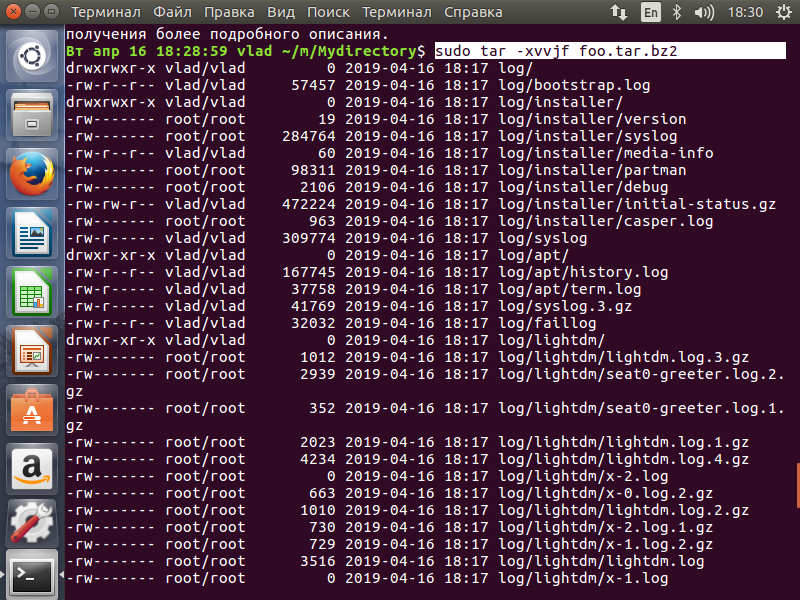 Терминал Файл Правка Вид Поиск Терминал Справка En 18:30
получения более подробного описания.
Вт апр 16 18:28:59 vlad ~/m/Mydirectory$ sudo tar -xvvjf foo.tar.bz2
drwxrwxr-x vlad/vlad 0 2019-04-16 18:17 log/
-rw-r--r-- vlad/vlad 57457 2019-04-16 18:17 log/bootstrap.log
drwxrwxr-x vlad/vlad 0 2019-04-16 18:17 log/installer/
-rw------- root/root 19 2019-04-16 18:17 log/installer/version
-rw------- root/root 284764 2019-04-16 18:17 log/installer/syslog
-rw-r--r-- vlad/vlad 60 2019-04-16 18:17 log/installer/media-info
-rw------- root/root 98311 2019-04-16 18:17 log/installer/partman
-rw------- root/root 2106 2019-04-16 18:17 log/installer/debug
-rw-rw-r-- vlad/vlad 472224 2019-04-16 18:17 log/installer/initial-status.gz
-rw------- root/root 963 2019-04-16 18:17 log/installer/casper.log
-rw-r----- vlad/vlad 309774 2019-04-16 18:17 log/syslog
drwxr-xr-x vlad/vlad 0 2019-04-16 18:17 log/apt/
-rw-r--r-- vlad/vlad 167745 2019-04-16 18:17 log/apt/history.log
-rw-r----- vlad/vlad 37758 2019-04-16 18:17 log/apt/term.log
-rw-r----- vlad/vlad 41769 2019-04-16 18:17 log/syslog.3.gz
-rw-r--r-- vlad/vlad 32032 2019-04-16 18:17 log/faillog
drwxr-xr-x vlad/vlad 0 2019-04-16 18:17 log/lightdm/
-rw------- root/root 1012 2019-04-16 18:17 log/lightdm/lightdm.log.3.gz
-rw------- root/root 2939 2019-04-16 18:17 log/lightdm/seat0-greeter.log.2.
gz
-rw------- root/root 352 2019-04-16 18:17 log/lightdm/seat0-greeter.log.1.
gz
-rw------- root/root 2023 2019-04-16 18:17 log/lightdm/lightdm.log.1.gz
-rw------- root/root 4234 2019-04-16 18:17 log/lightdm/lightdm.log.4.gz
-rw------- root/root 0 2019-04-16 18:17 log/lightdm/x-2.log
-rw------- root/root 663 2019-04-16 18:17 log/lightdm/x-0.log.2.gz
-rw------- root/root 1010 2019-04-16 18:17 log/lightdm/lightdm.log.2.gz
-rw------- root/root 730 2019-04-16 18:17 log/lightdm/x-2.log.1.gz
-rw------- root/root 729 2019-04-16 18:17 log/lightdm/x-1.log.2.gz
-rw------- root/root 3516 2019-04-16 18:17 log/lightdm/lightdm.log
-rw------- root/root 0 2019-04-16 18:17 log/lightdm/x-1.log